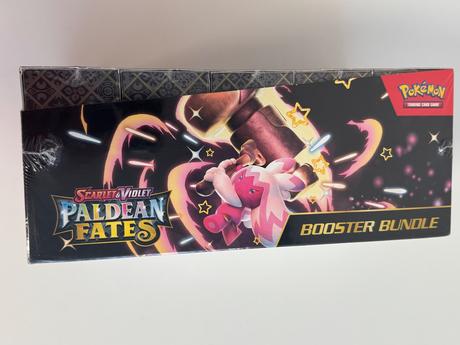 Pokémon
TRADING CARD GAME
SCARLET & VIOLET
PALDEAN
FATES
BOOSTER BUNDLE